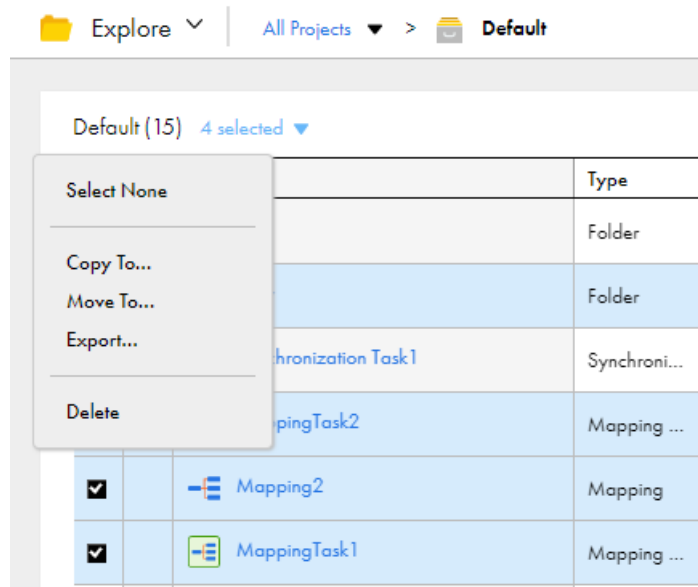 Explore All Projects > Default
Default (15) 4 selected
Select None
Type
Folder
Copy To...
Move To...
Folder
Export...
hronization Task1 Synchroni...
Delete
pingTask2 Mapping ...
Mapping2 Mapping
MappingTask1 Mapping ...